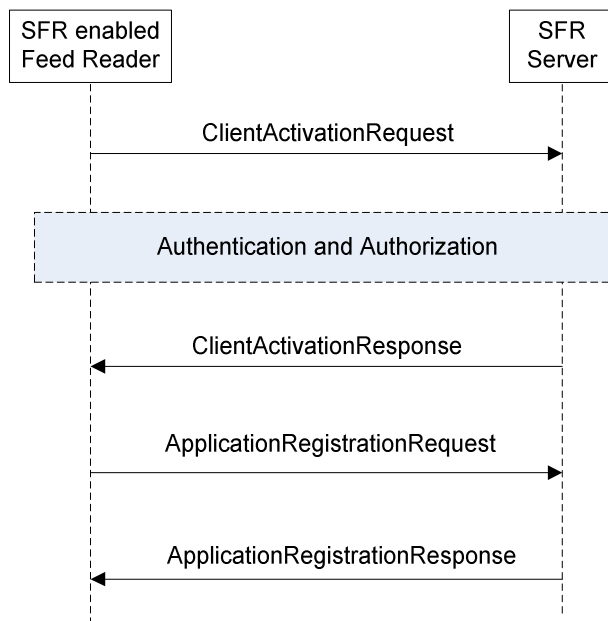 SFR enabled
Feed Reader
SFR
Server
ClientActivationRequest
Authentication and Authorization
ClientActivationResponse
ApplicationRegistrationRequest
ApplicationRegistrationResponse